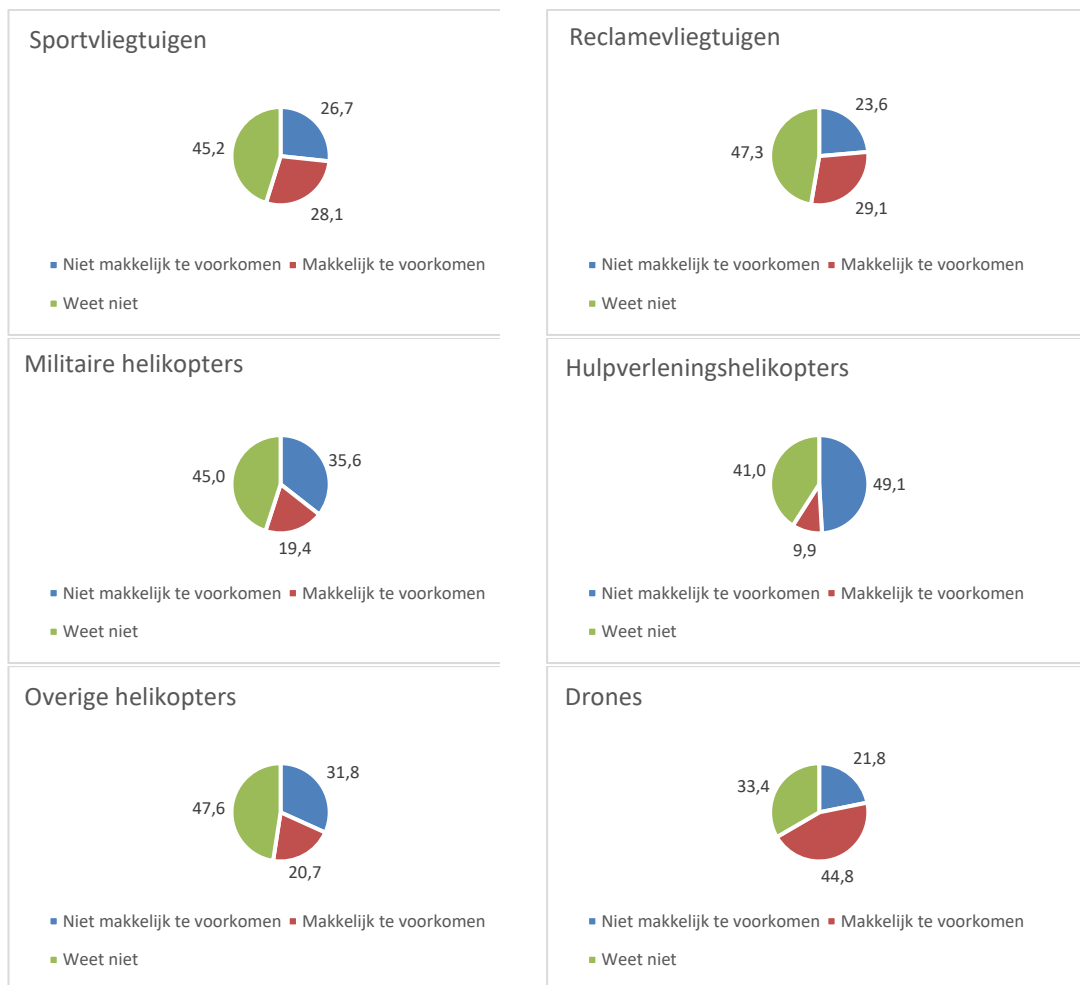 Sportvliegtuigen
26,7
45,2
28,1
Niet makkelijk te voorkomen Makkelijk te voorkomen
Weet niet
Reclamevliegtuigen
23,6
47,3
29,1
Niet makkelijk te voorkomen Makkelijk te voorkomen
Weet niet
Militaire helikopters
35,6
45,0
19,4
Niet makkelijk te voorkomen Makkelijk te voorkomen
Weet niet
Hulpverleningshelikopters
41,0
49,1
9,9
Niet makkelijk te voorkomen Makkelijk te voorkomen
Weet niet
Overige helikopters
31,8
47,6
20,7
Niet makkelijk te voorkomen Makkelijk te voorkomen
Weet niet
Drones
21,8
33,4
44,8
Niet makkelijk te voorkomen Makkelijk te voorkomen
Weet niet